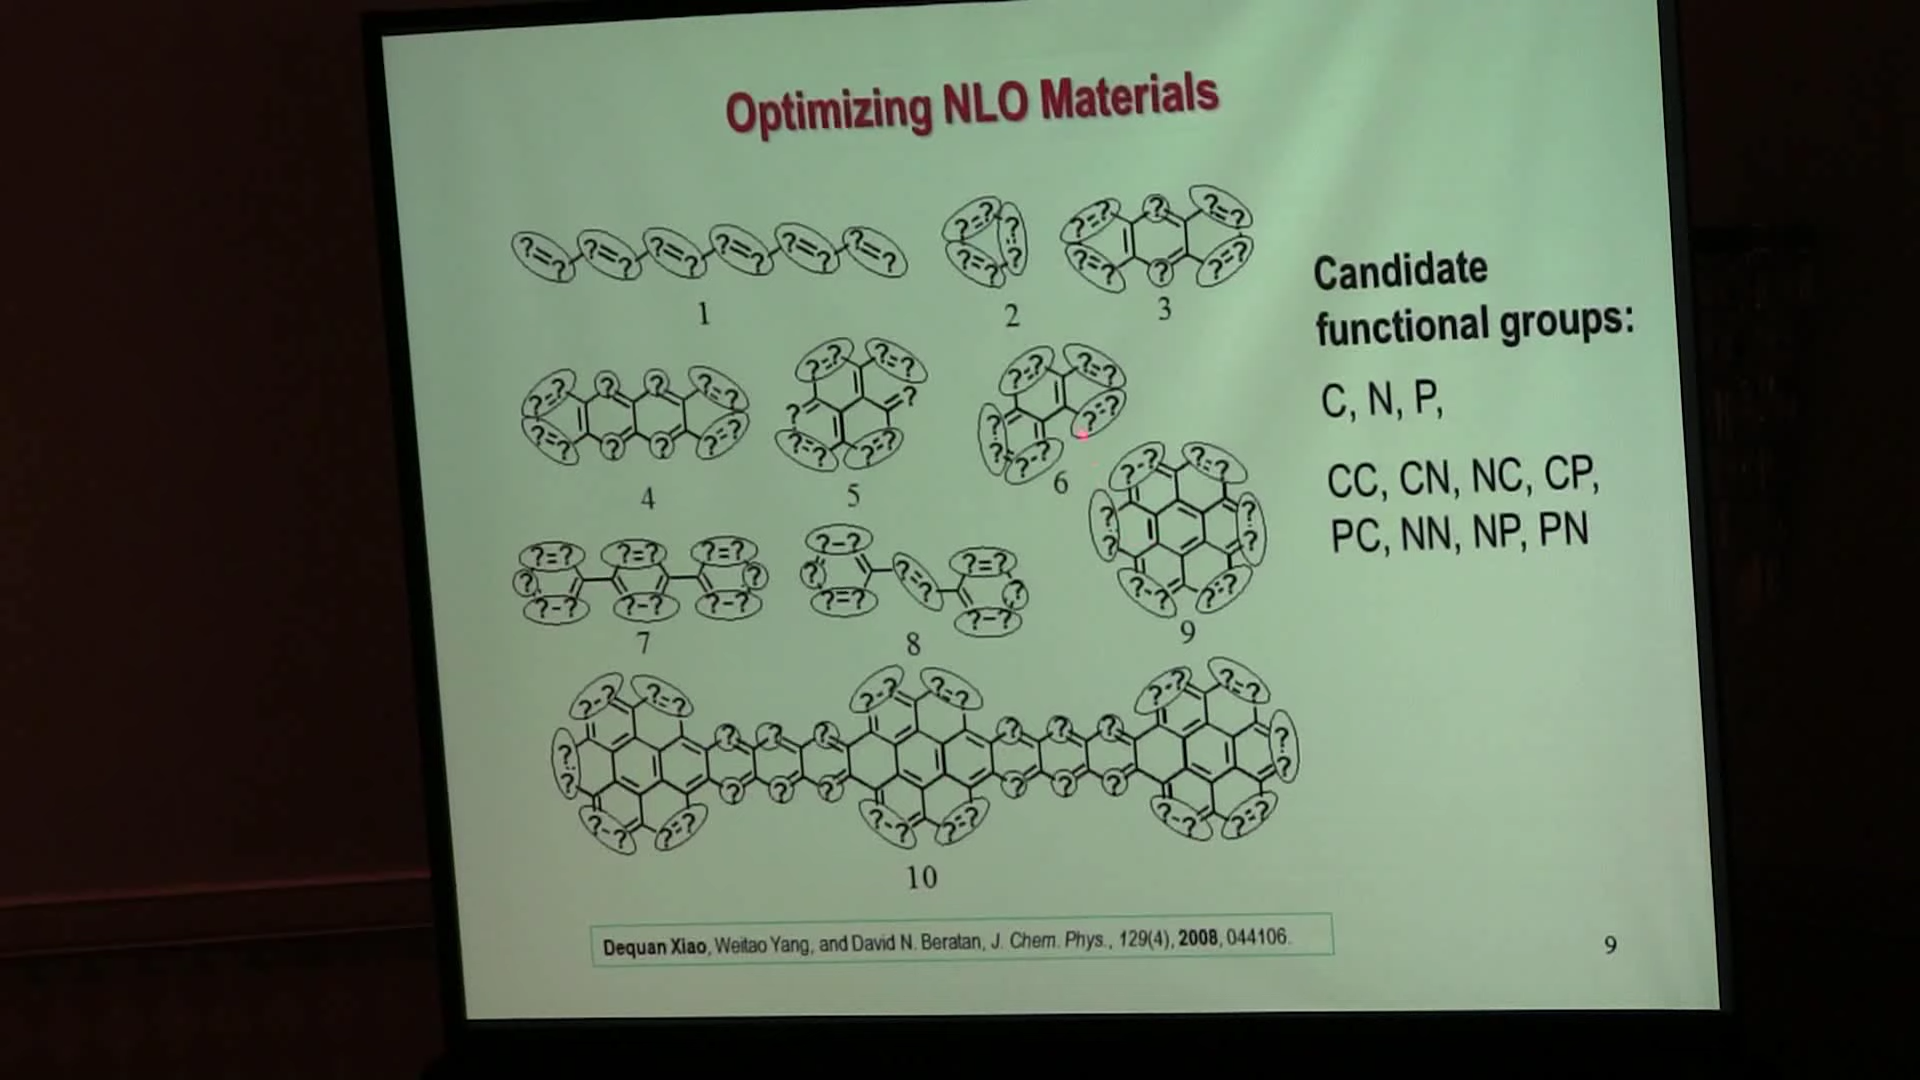 Optimizing NLO Materials
?=? ?=? ?=? ?=? ?=? ?=?
1
?=? ?=? ?=?
2
?=? ? ?=?
?=? ? ?=?
3
?=? ? ? ?=?
?=? ? ? ?=?
4
?-? ?=?
? ?
?=? ?=?
5
?-? ?=?
? ?=?
? ?-?
6
?=? ?=? ?=?
? ?
?-? ?-? ?-?
7
?-? ?=? ?=?
? ?
?=? ?-?
8
?-? ?=?
? ?
? ?
?-? ?=?
9
?-? ?=? ?-? ?=? ?-? ?=?
? ? ? ? ? ? ? ?
? ? ? ? ? ? ? ?
?-? ?=? ?-? ?=? ?-? ?=?
10
Candidate
functional groups:
C, N, P,
CC, CN, NC, CP,
PC, NN, NP, PN
Dequan Xiao, Weitao Yang, and David N. Beratan, J. Chem. Phys., 129(4), 2008, 044106.
9